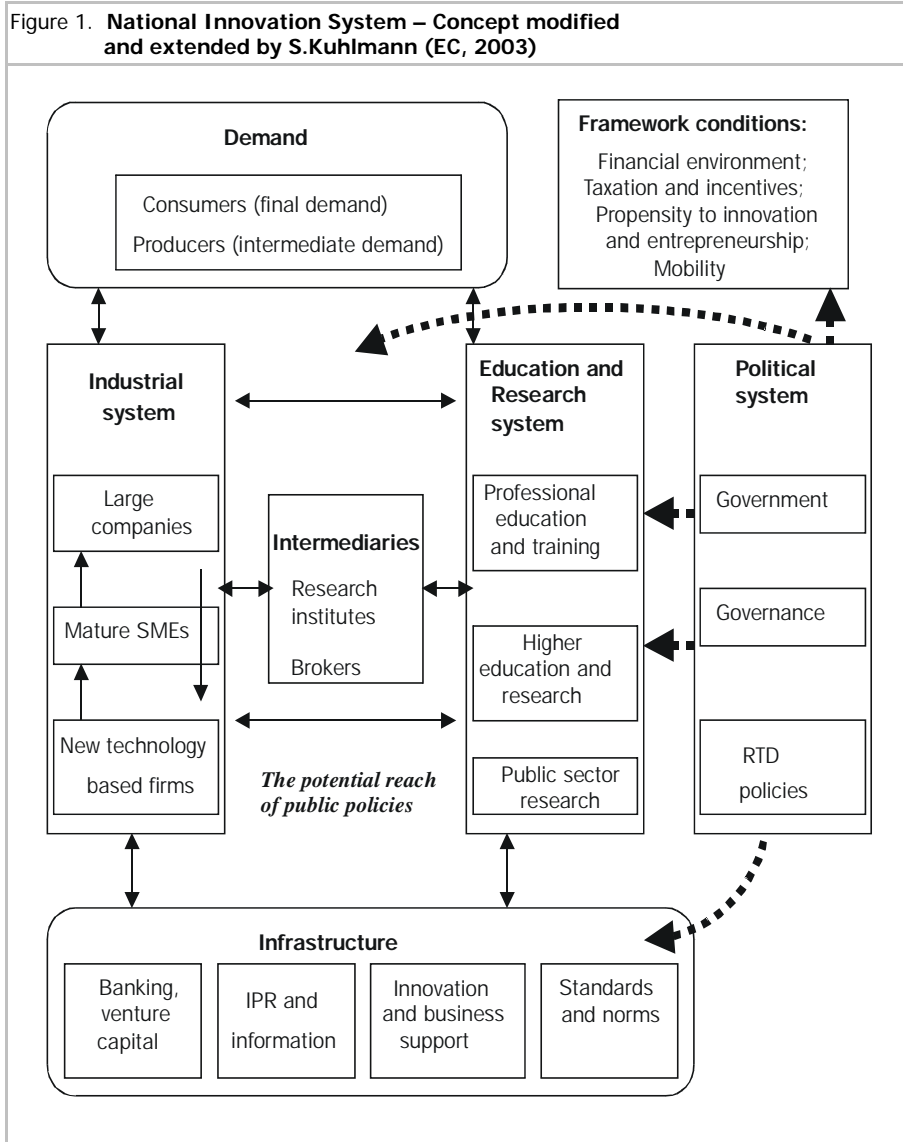 Figure 1. National Innovation System – Concept modified
and extended by S.Kuhlmann (EC, 2003)
Demand
Consumers (final demand)
Producers (intermediate demand)
Framework conditions:
Financial environment;
Taxation and incentives;
Propensity to innovation
and entrepreneurship;
Mobility
Industrial
system
Large
companies
Mature SMEs
New technology
based firms
Intermediaries
Research
institutes
Brokers
The potential reach
of public policies
Education and
Research
system
Professional
education
and training
Higher
education and
research
Public sector
research
Political
system
Government
Governance
RTD
policies
Infrastructure
Banking,
venture
capital
IPR and
information
Innovation
and business
support
Standards
and norms